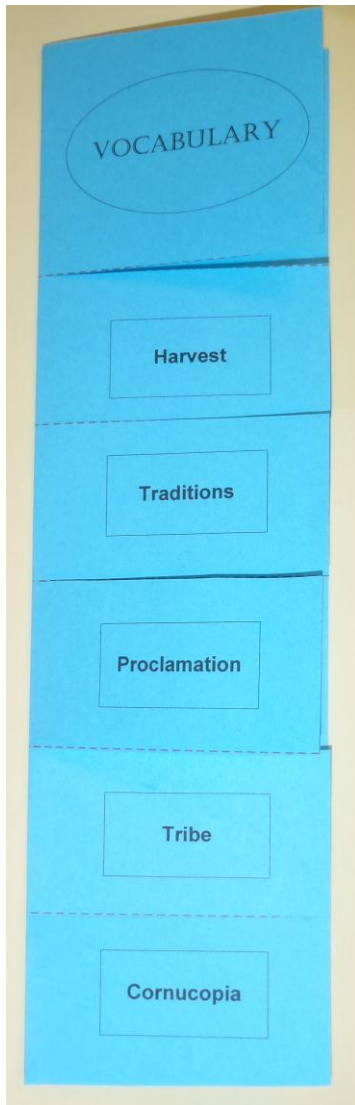 VOCABULARY
Harvest
Traditions
Proclamation
Tribe
Cornucopia